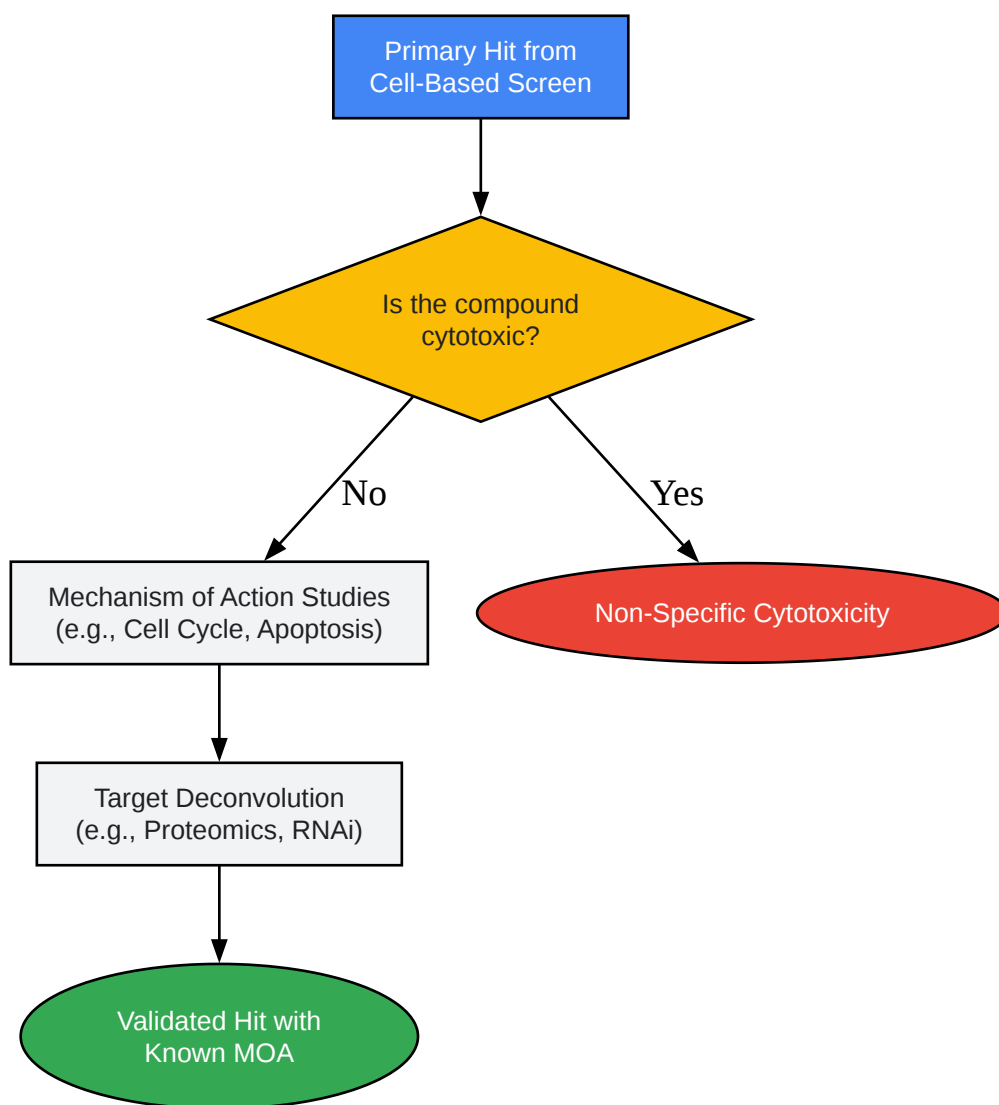 Primary Hit from
Cell-Based Screen
Is the compound
cytotoxic?
No
Yes
Mechanism of Action Studies
(e.g., Cell Cycle, Apoptosis)
Non-Specific Cytotoxicity
Target Deconvolution
(e.g., Proteomics, RNAi)
Validated Hit with
Known MOA